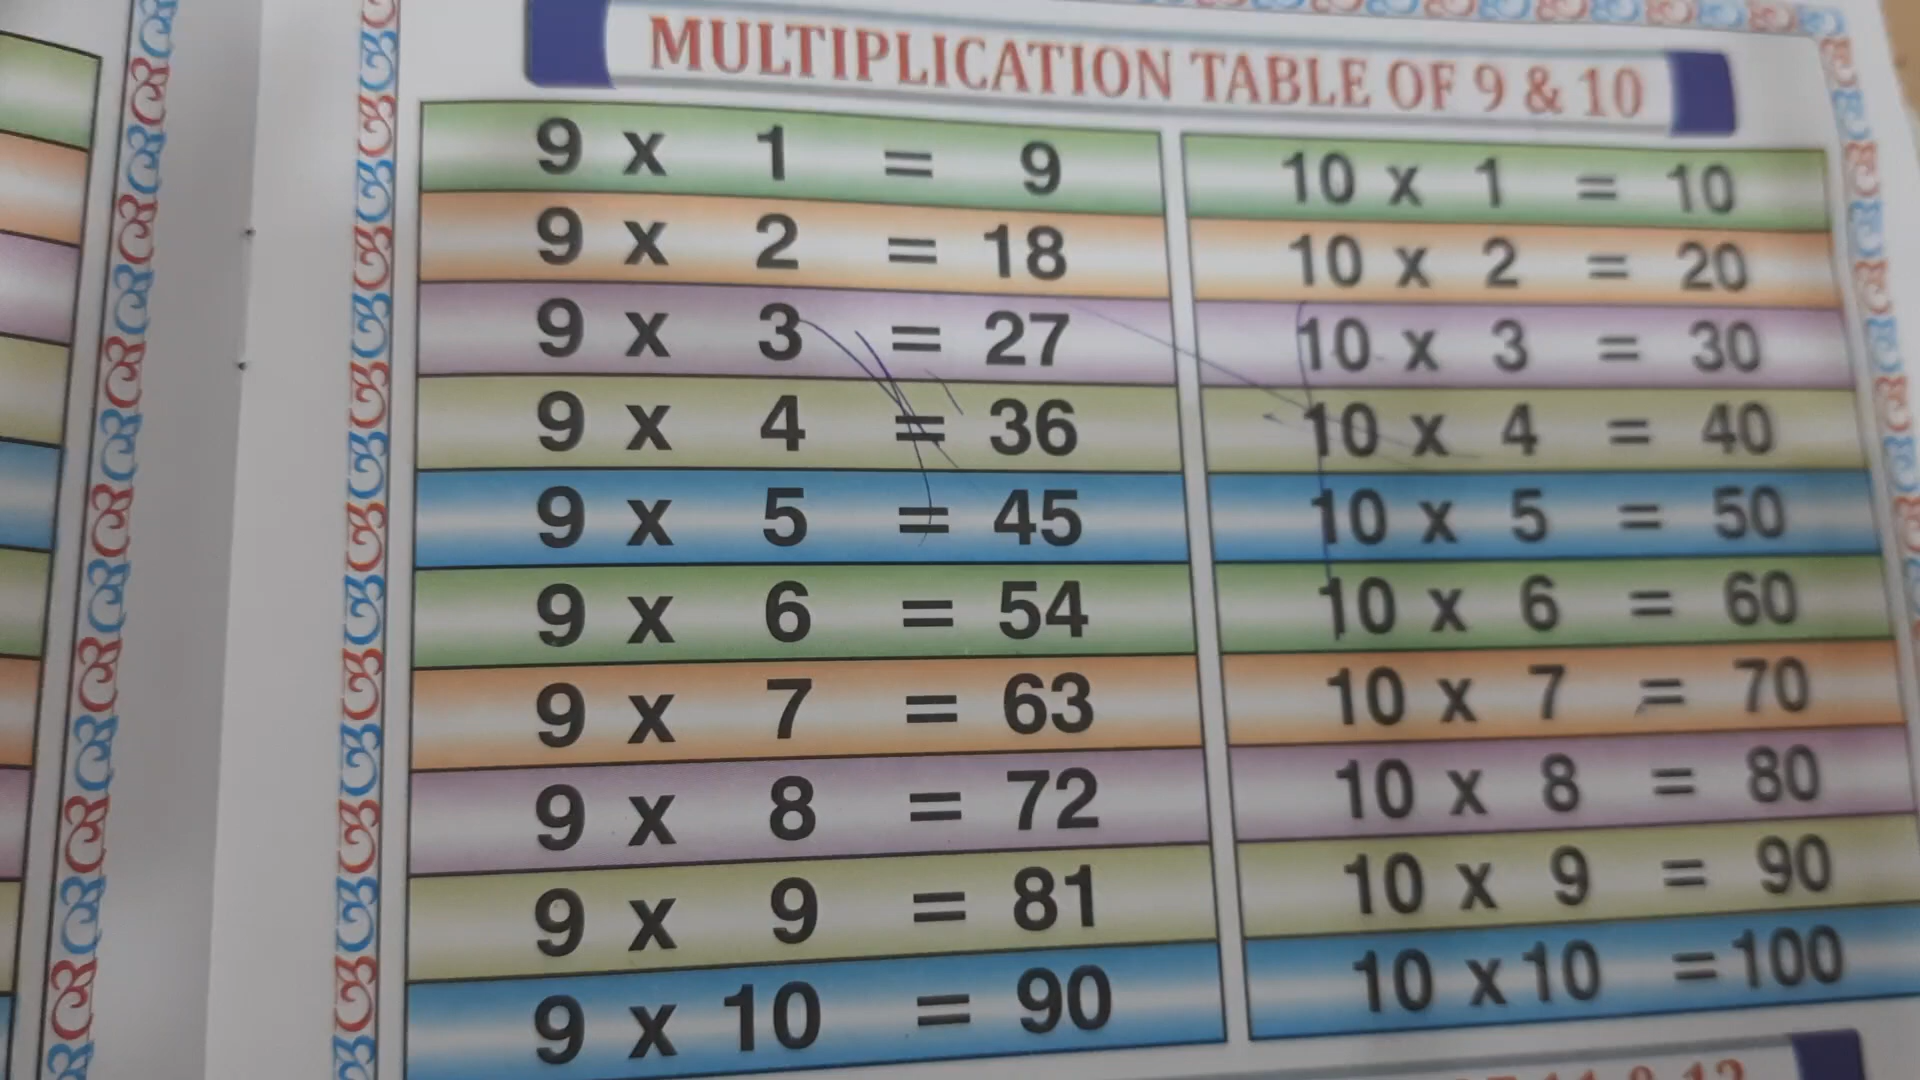 MULTIPLICATION TABLE OF 9 & 10
9 x 1 = 9
9 x 2 = 18
9 x 3 = 27
9 x 4 = 36
9 x 5 = 45
9 x 6 = 54
9 x 7 = 63
9 x 8 = 72
9 x 9 = 81
9 x 10 = 90
10 x 1 = 10
10 x 2 = 20
10 x 3 = 30
10 x 4 = 40
10 x 5 = 50
10 x 6 = 60
10 x 7 = 70
10 x 8 = 80
10 x 9 = 90
10 x 10 = 100